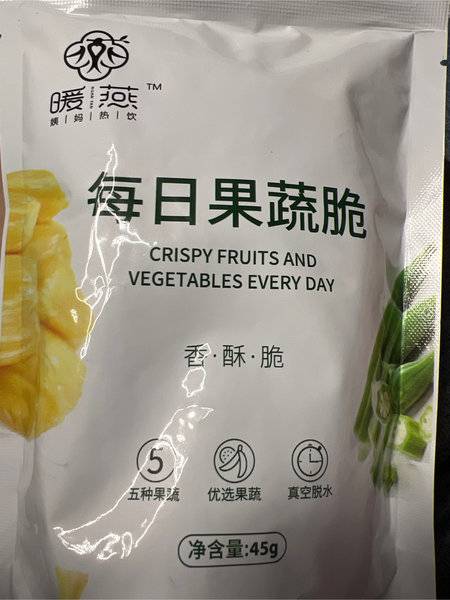 暖燕™
姨|妈|热|饮
每日果蔬脆
CRISPY FRUITS AND
VEGETABLES EVERY DAY
香·酥·脆
5
五种果蔬 优选果蔬 真空脱水
净含量:45g